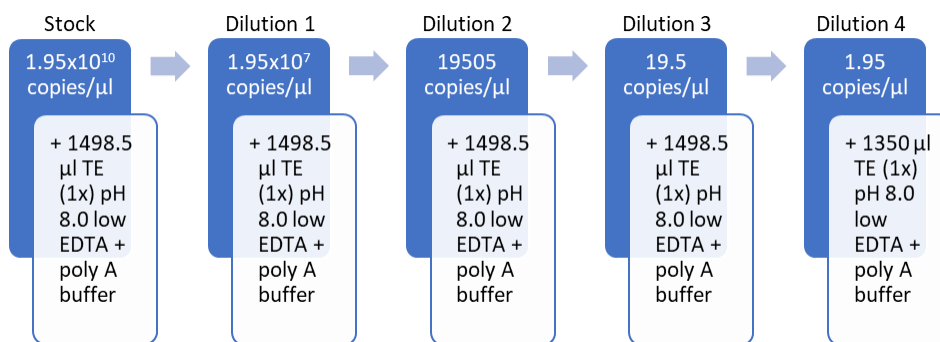 Stock
1.95x10¹⁰
copies/µl
+ 1498.5
µl TE
(1x) pH
8.0 low
EDTA +
poly A
buffer
Dilution 1
1.95x10⁷
copies/µl
+ 1498.5
µl TE
(1x) pH
8.0 low
EDTA +
poly A
buffer
Dilution 2
19505
copies/µl
+ 1498.5
µl TE
(1x) pH
8.0 low
EDTA +
poly A
buffer
Dilution 3
19.5
copies/µl
+ 1498.5
µl TE
(1x) pH
8.0 low
EDTA +
poly A
buffer
Dilution 4
1.95
copies/µl
+ 1350 µl
TE (1x)
pH 8.0
low
EDTA +
poly A
buffer